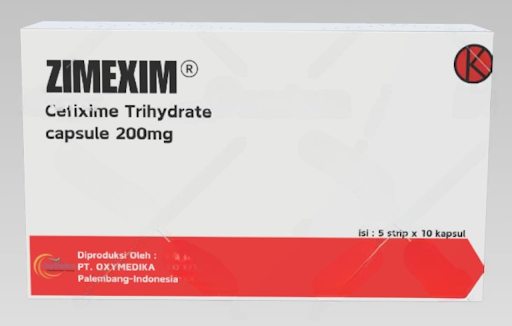 ZIMEXIM®
Cefixime Trihydrate
capsule 200mg
K
isi : 5 strip x 10 kapsul
Diproduksi Oleh :
PT. OXYMEDIKA
Palembang-Indonesia